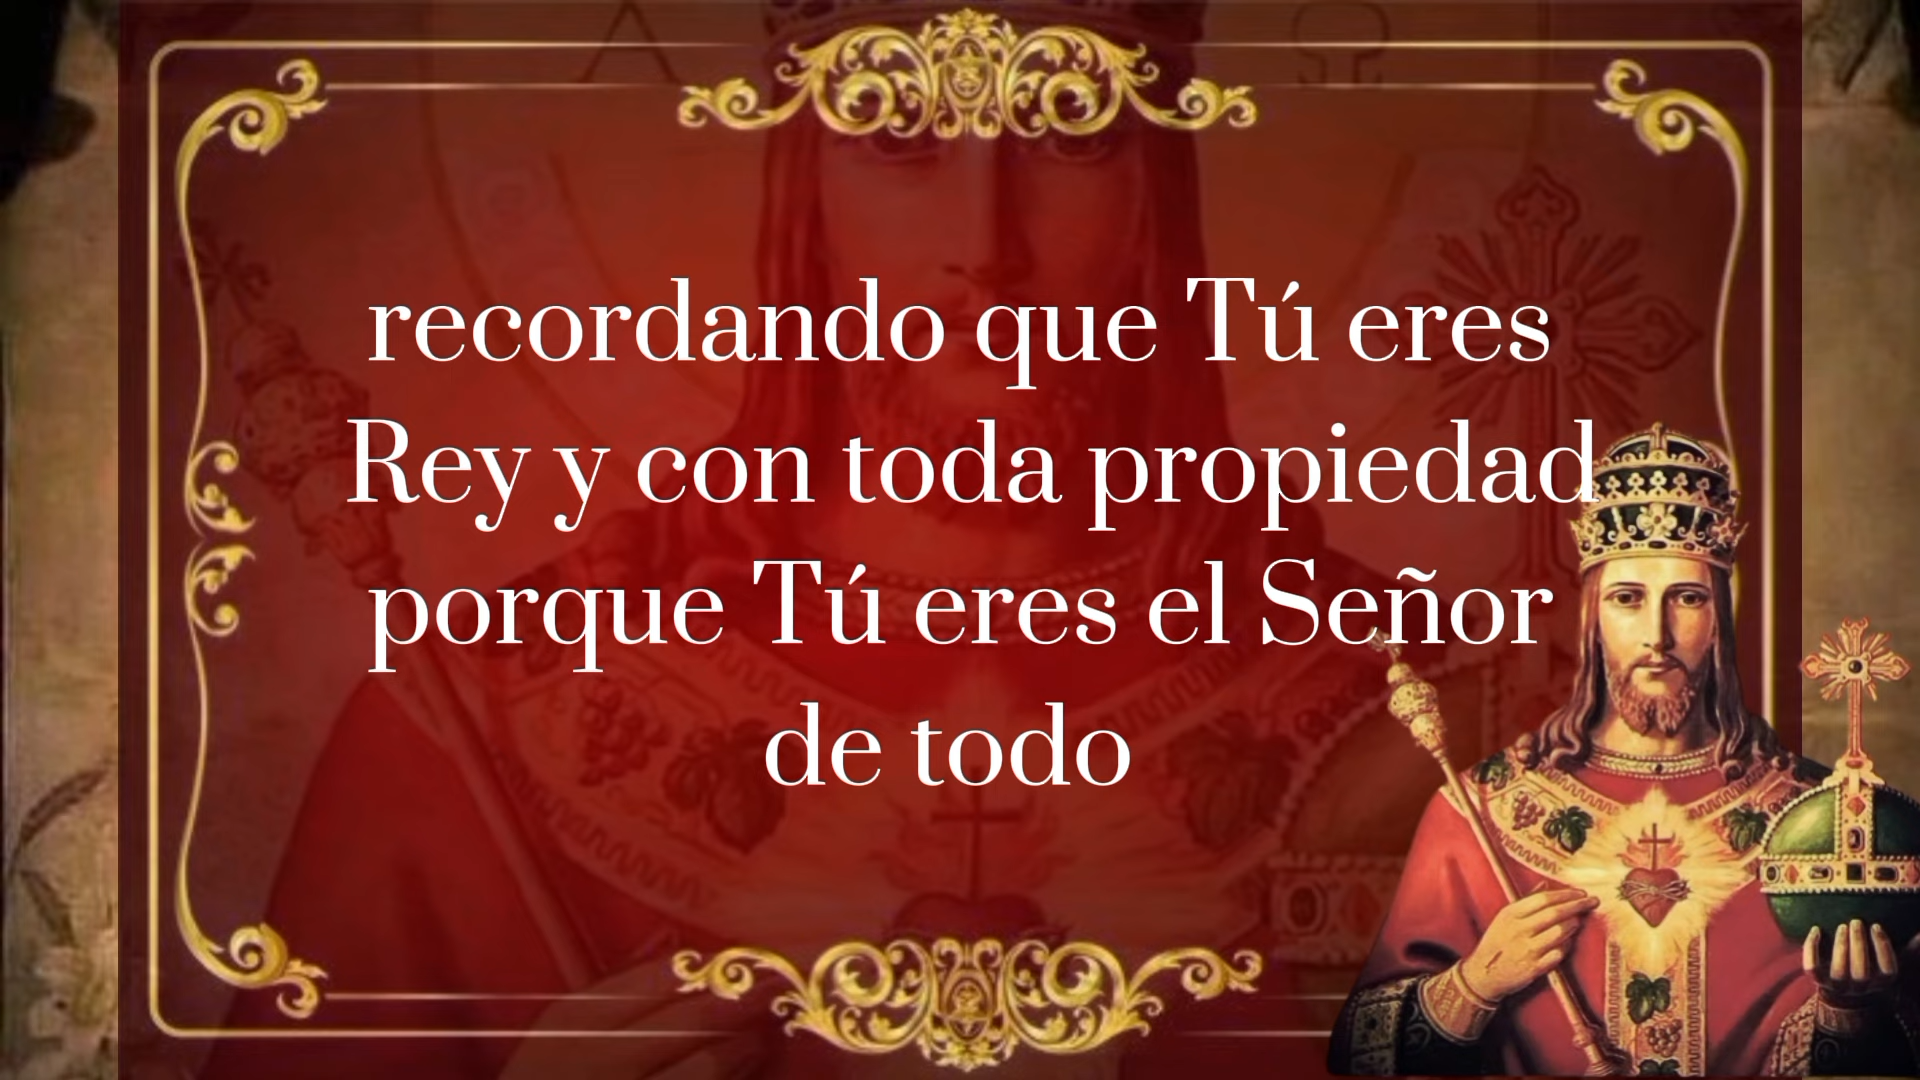 Α Ω
recordando que Tú eres
Rey y con toda propiedad
porque Tú eres el Señor
de todo